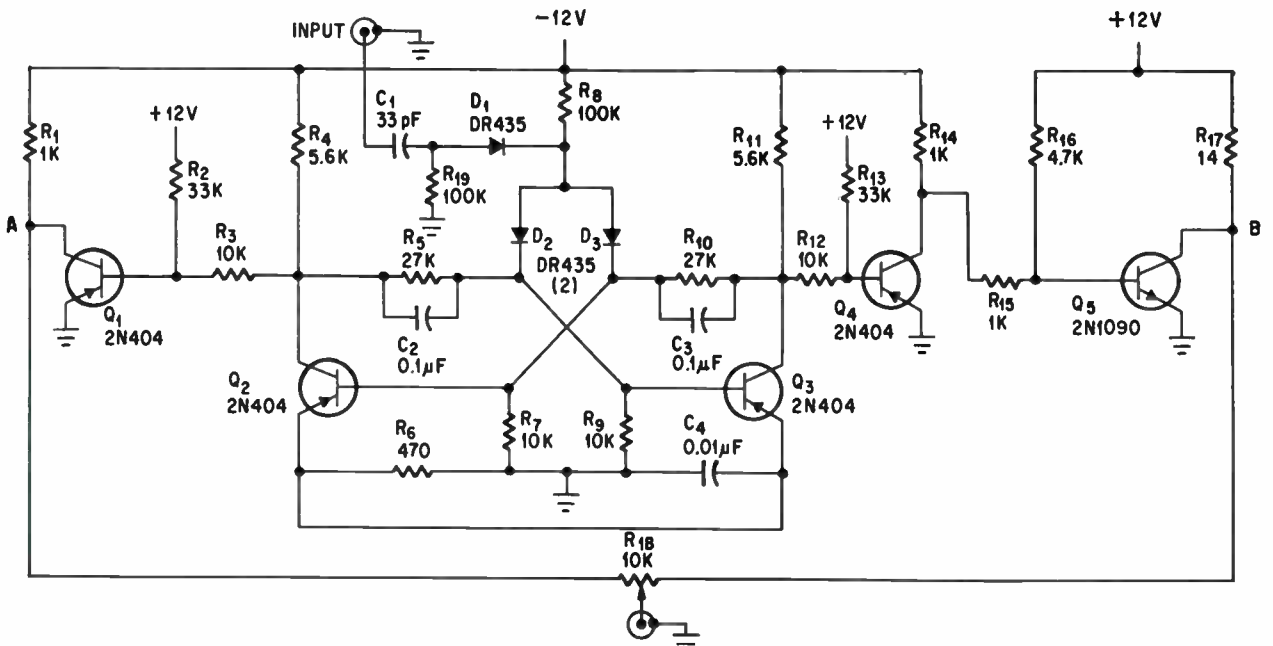 INPUT
-12V
+12V
R1
1K
+12V
R2
33K
R4
5.6K
C1
33pF
D1
DR435
R8
100K
R19
100K
R11
5.6K
+12V
R13
33K
R14
1K
R16
4.7K
R17
14
A
B
R3
10K
R5
27K
D2
D3
DR435
(2)
R10
27K
R12
10K
Q1
2N404
C2
0.1µF
C3
0.1µF
Q4
2N404
R15
1K
Q5
2N1090
Q2
2N404
Q3
2N404
R6
470
R7
10K
R9
10K
C4
0.01µF
R18
10K